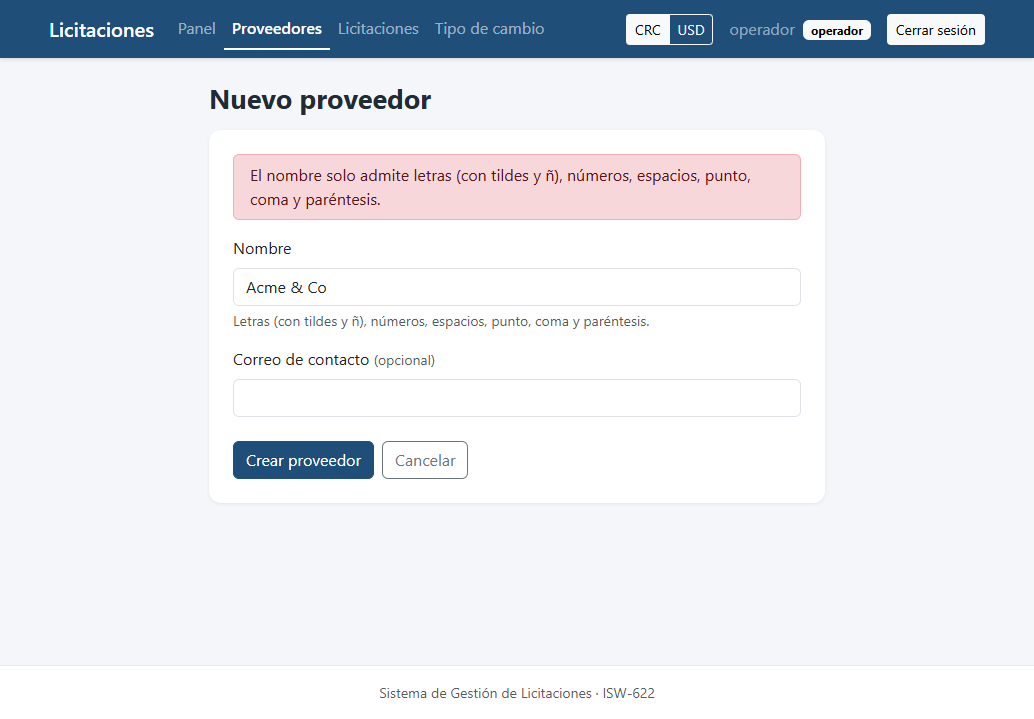 Licitaciones Panel Proveedores Licitaciones Tipo de cambio CRC USD operador operador Cerrar sesión
Nuevo proveedor
El nombre solo admite letras (con tildes y ñ), números, espacios, punto,
coma y paréntesis.
Nombre
Acme & Co
Letras (con tildes y ñ), números, espacios, punto, coma y paréntesis.
Correo de contacto (opcional)
Crear proveedor Cancelar
Sistema de Gestión de Licitaciones · ISW-622